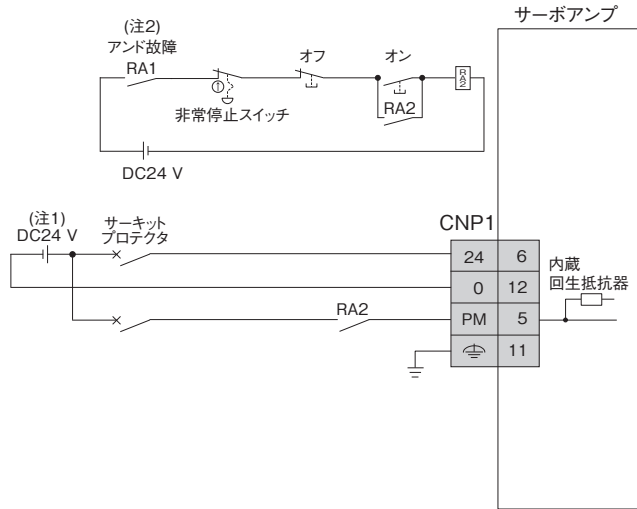 サーボアンプ
(注2)
アンド故障
RA1
オフ
オン
RA2
RA2
非常停止スイッチ
DC24 V
(注1)
DC24 V
サーキット
プロテクタ
CNP1
24 6
0 12
内蔵
回生抵抗器
RA2
PM 5
11